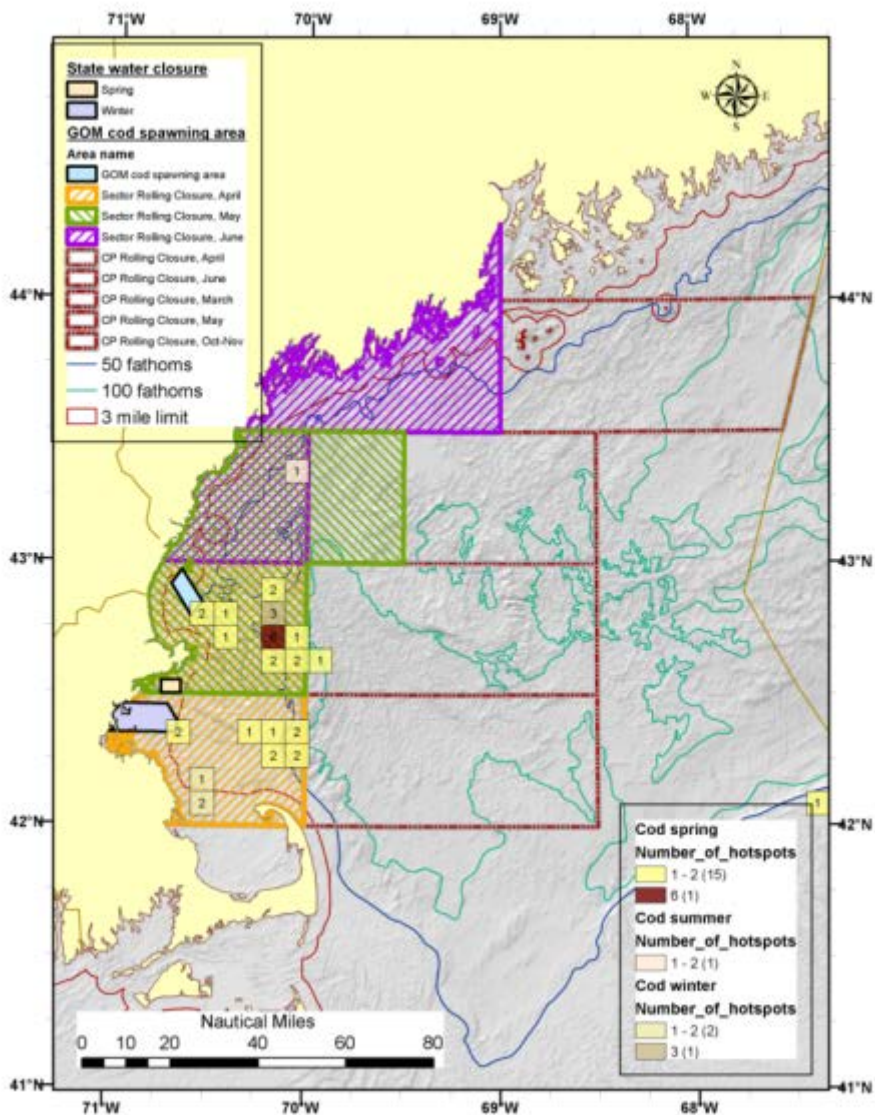 71°W 70°W 69°W 68°W
State water closure
Spring
Winter
GOM cod spawning area
Area name
GOM cod spawning area
Sector Rolling Closure, April
Sector Rolling Closure, May
Sector Rolling Closure, June
CP Rolling Closure, April
CP Rolling Closure, June
CP Rolling Closure, March
CP Rolling Closure, May
CP Rolling Closure, Oct-Nov
50 fathoms
100 fathoms
3 mile limit
N
W E
S
44°N 44°N
1
43°N 43°N
2
2 1 3
1 6 1
2 2 1
2 1 1 2
2 2
1
2
42°N 42°N
1
Cod spring
Number_of_hotspots
1 - 2 (15)
6 (1)
Cod summer
Number_of_hotspots
1 - 2 (1)
Cod winter
Number_of_hotspots
1 - 2 (2)
3 (1)
Nautical Miles
0 10 20 40 60 80
41°N 41°N
71°W 70°W 69°W 68°W